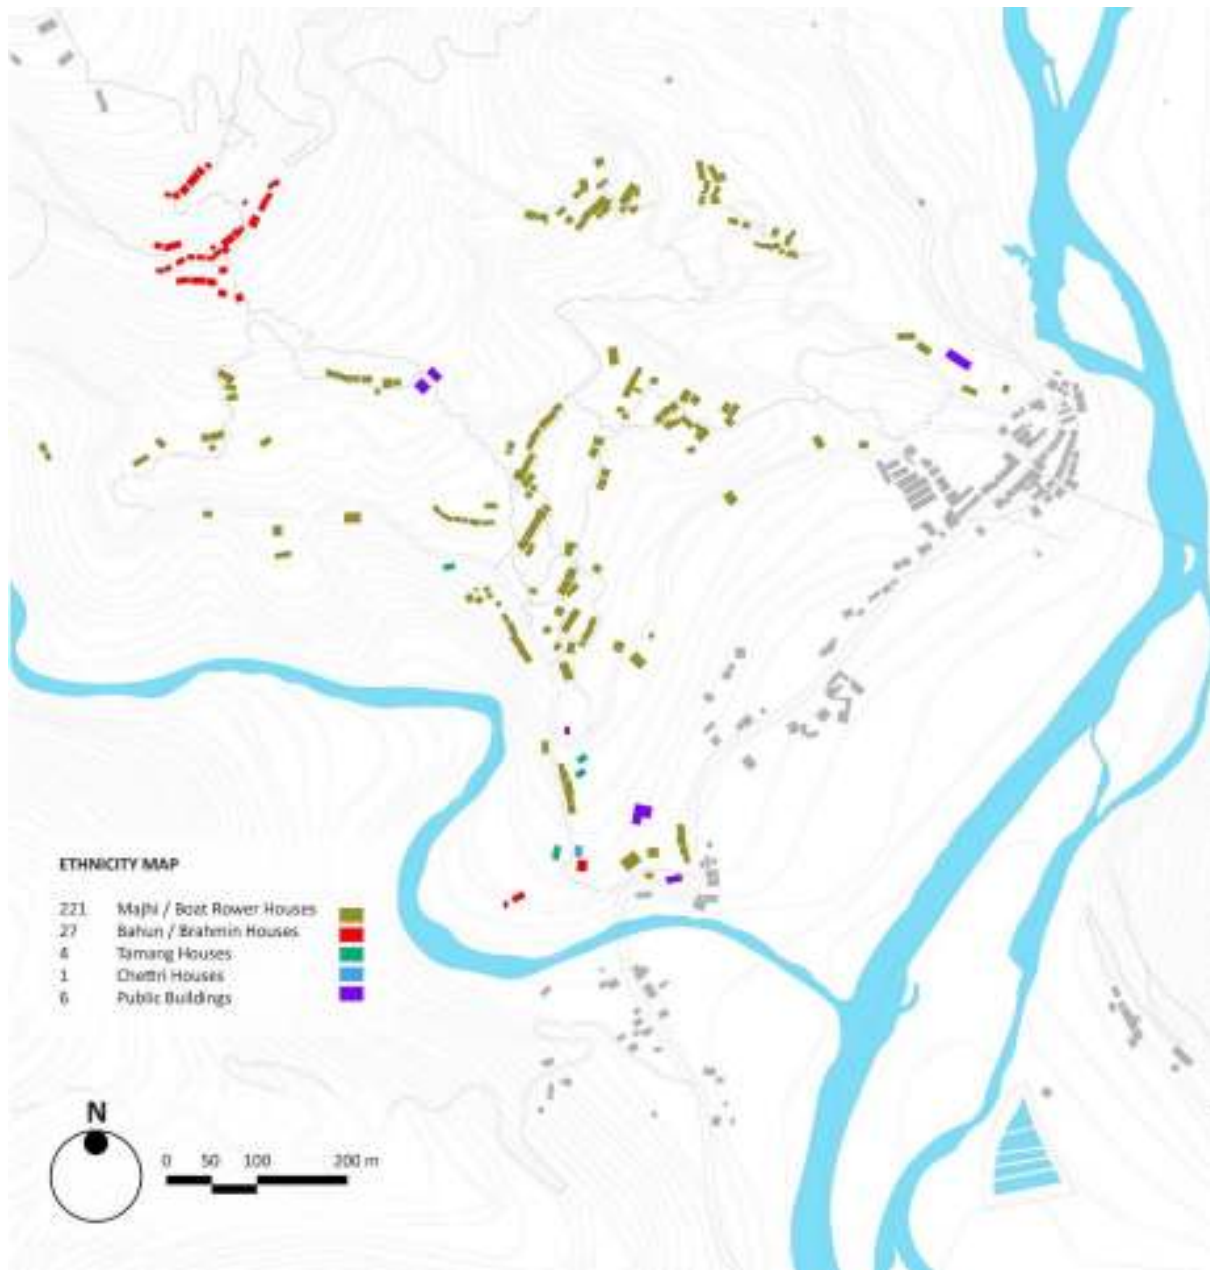 ETHNICITY MAP
221 Majhi / Boat Rower Houses
27 Bahun / Brahmin Houses
4 Tamang Houses
1 Chettri Houses
6 Public Buildings
N
0 50 100 200 m